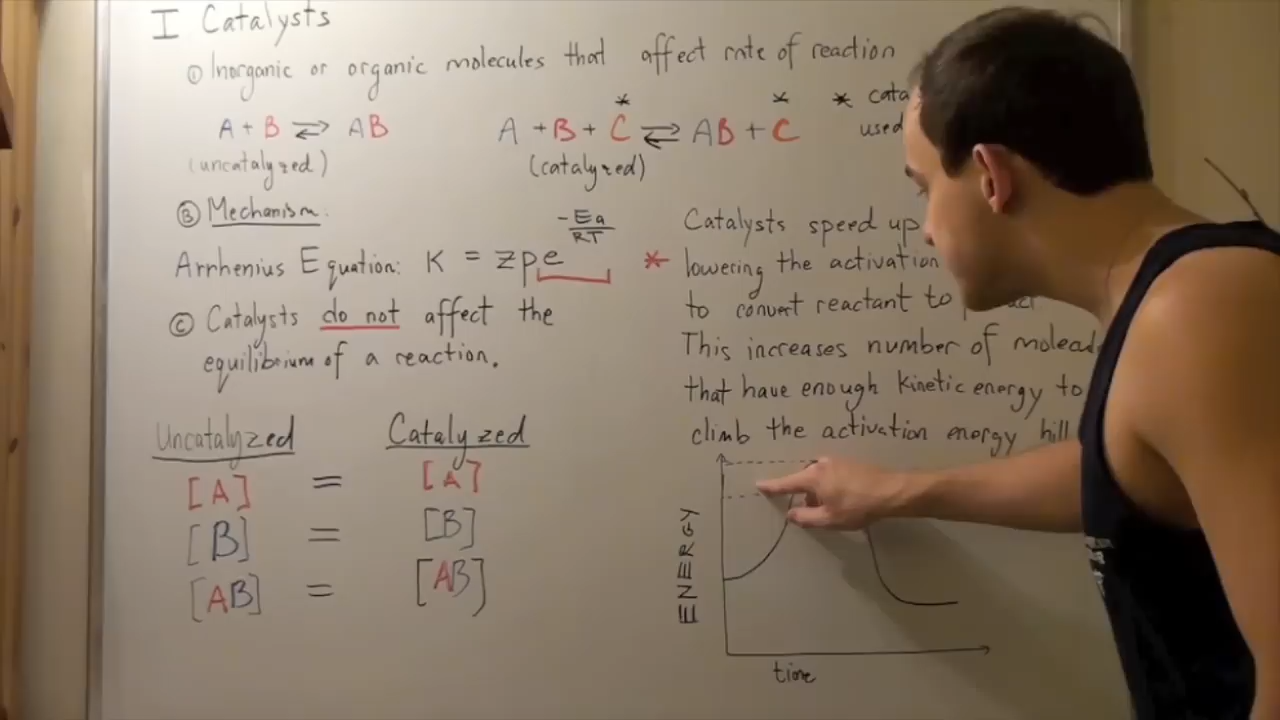 I Catalysts
① Inorganic or organic molecules that affect rate of reaction
A + B ⇌ AB
(uncatalyzed)
A + B + C* ⇌ AB + C*
(catalyzed)
* cata
used
Ⓑ Mechanism:
Arrhenius Equation: K = zpe^(-Ea/RT)
Ⓒ Catalysts do not affect the
equilibrium of a reaction.
* Catalysts speed up
lowering the activation
to convert reactant to
This increases number of molecu
that have enough kinetic energy to
climb the activation energy hill
Uncatalyzed Catalyzed
[A] = [A]
[B] = [B]
[AB] = [AB]
ENERGY
time